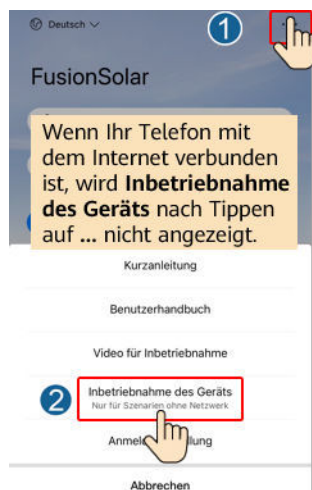 Deutsch
1
FusionSolar
Wenn Ihr Telefon mit
dem Internet verbunden
ist, wird Inbetriebnahme
des Geräts nach Tippen
auf ... nicht angezeigt.
Kurzanleitung
Benutzerhandbuch
Video für Inbetriebnahme
2
Inbetriebnahme des Geräts
Nur für Szenarien ohne Netzwerk
Abbrechen